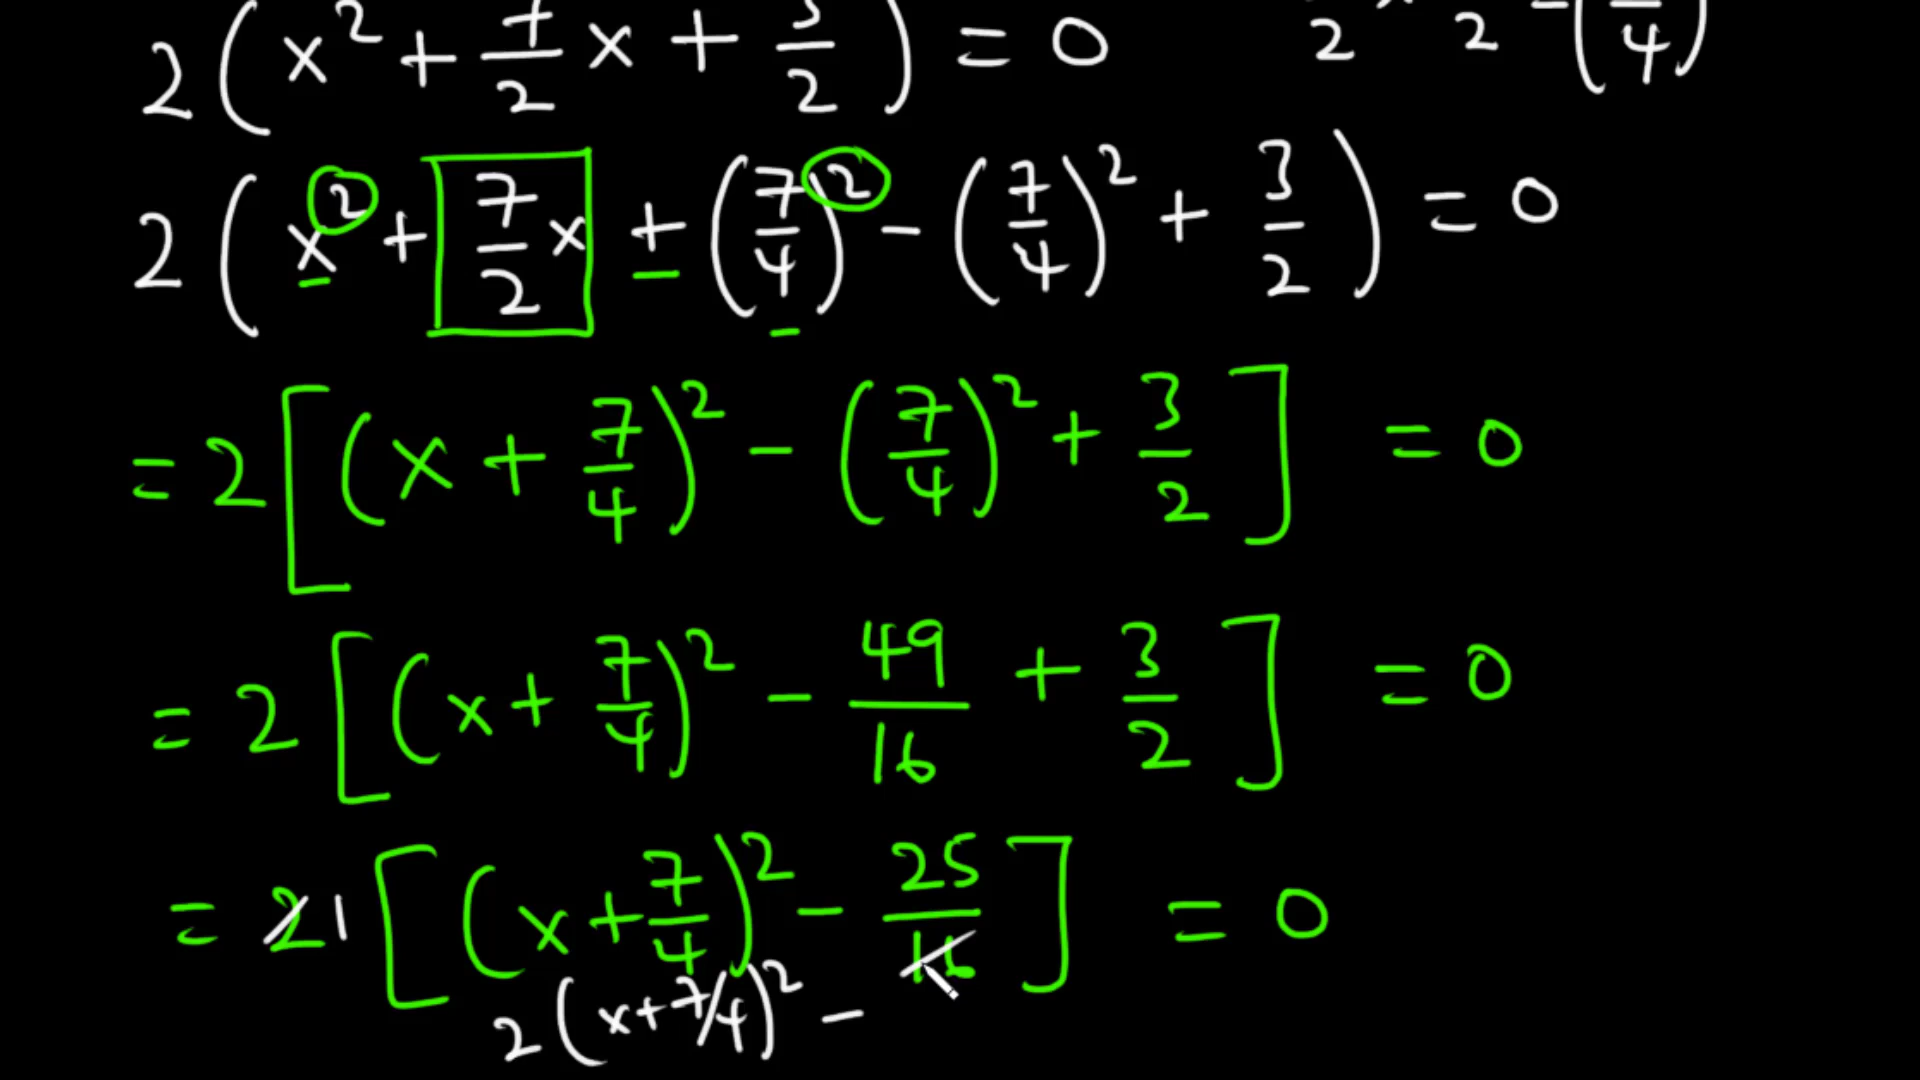 2(x² + 7/2 x + 3/2) = 0
2(x² + 7/2 x + (7/4)² - (7/4)² + 3/2) = 0
= 2[(x + 7/4)² - (7/4)² + 3/2] = 0
= 2[(x + 7/4)² - 49/16 + 3/2] = 0
= 21[(x + 7/4)² - 25/16] = 0
2(x + 7/4)² -